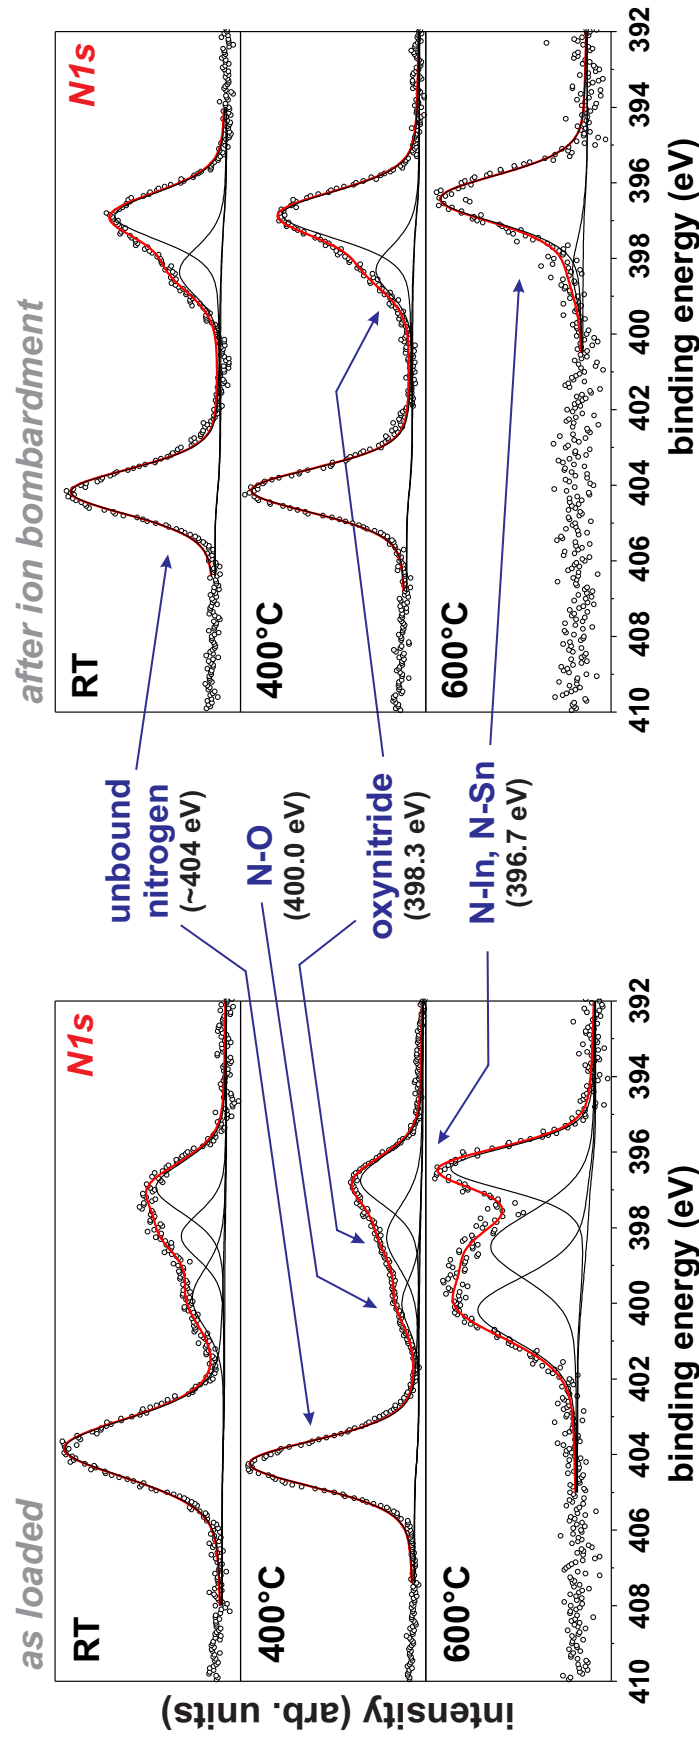 as loaded
after ion bombardment
intensity (arb. units)
RT
N1s
400°C
600°C
410 408 406 404 402 400 398 396 394 392
binding energy (eV)
unbound
nitrogen
(~404 eV)
N-O
(400.0 eV)
oxynitride
(398.3 eV)
N-In, N-Sn
(396.7 eV)
RT
N1s
400°C
600°C
410 408 406 404 402 400 398 396 394 392
binding energy (eV)